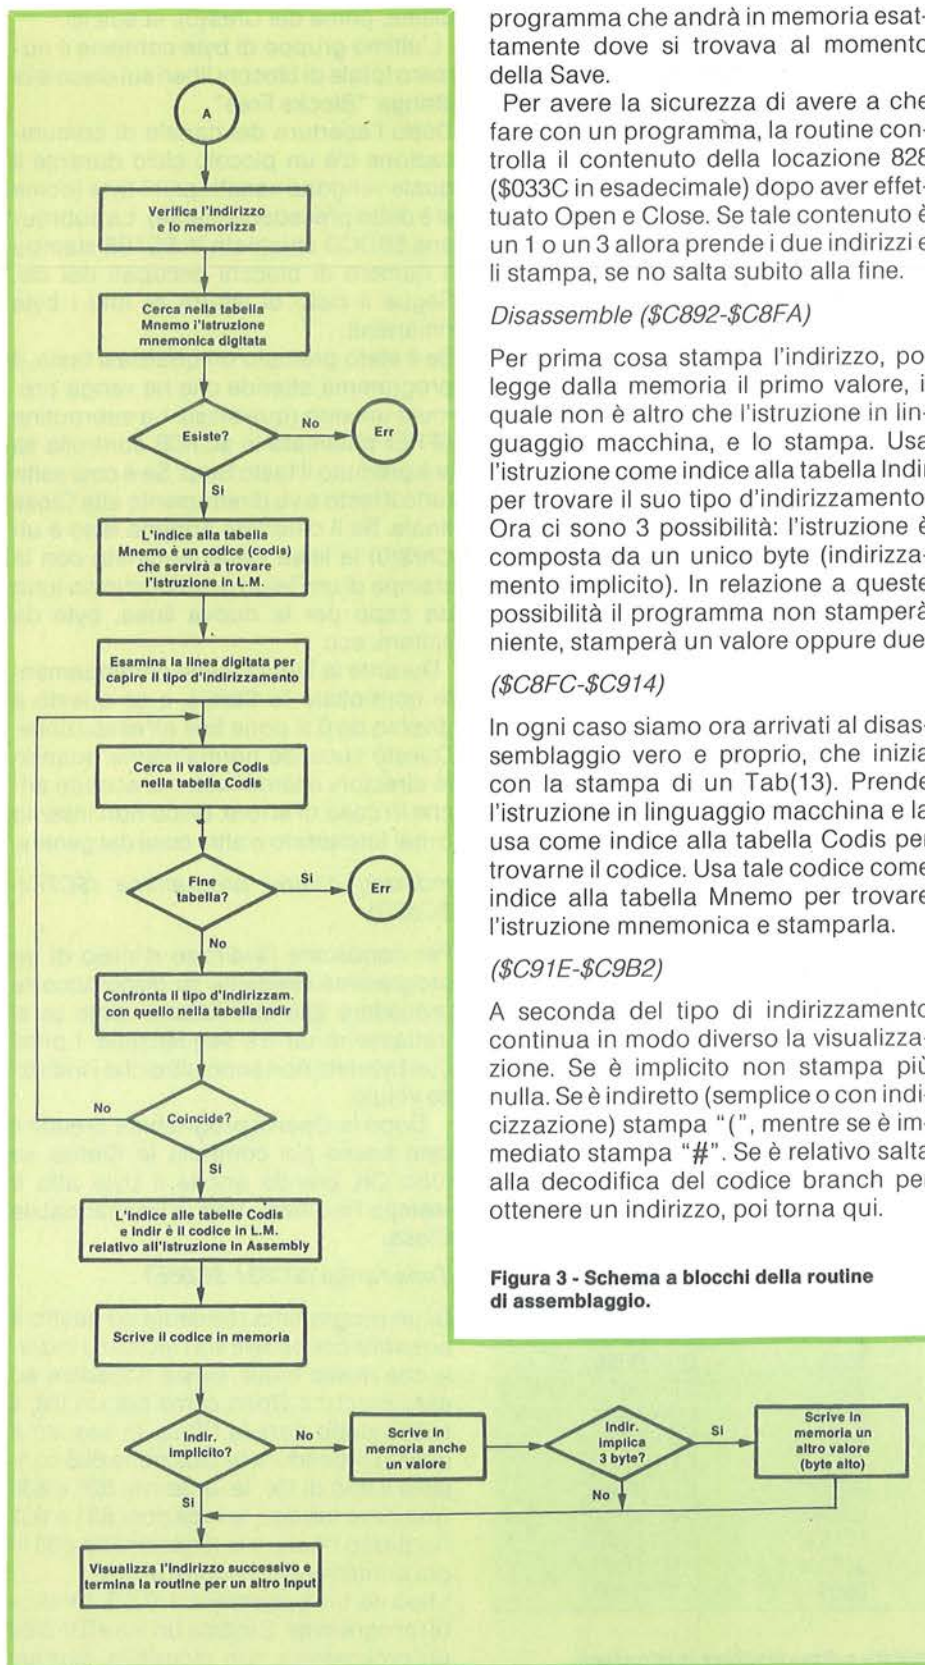 A
Verifica l'Indirizzo
e lo memorizza
Cerca nella tabella
Mnemo l'Istruzione
mnemonica digitata
Esiste?
No
Err
Si
L'indice alla tabella
Mnemo è un codice (codis)
che servirà a trovare
l'Istruzione in L.M.
Esamina la linea digitata per
capire il tipo d'indirizzamento
Cerca il valore Codis
nella tabella Codis
Fine
tabella?
Si
Err
No
Confronta il tipo d'Indirizzam.
con quello nella tabella Indir
No
Coincide?
Si
L'Indice alle tabelle Codis
e Indir è il codice in L.M.
relativo all'Istruzione in Assembly
Scrive il codice in memoria
Indir.
Implicito?
No
Scrive in
memoria anche
un valore
Indir.
implica
3 byte?
Si
Scrive in
memoria un
altro valore
(byte alto)
No
Si
Visualizza l'Indirizzo successivo e
termina la routine per un altro Input
programma che andrà in memoria esat-
tamente dove si trovava al momento
della Save.
Per avere la sicurezza di avere a che
fare con un programma, la routine con-
trolla il contenuto della locazione 828
($033C in esadecimale) dopo aver effet-
tuato Open e Close. Se tale contenuto è
un 1 o un 3 allora prende i due indirizzi e
li stampa, se no salta subito alla fine.
Disassemble ($C892-$C8FA)
Per prima cosa stampa l'indirizzo, po
legge dalla memoria il primo valore, i
quale non è altro che l'istruzione in lin-
guaggio macchina, e lo stampa. Usa
l'istruzione come indice alla tabella Indir
per trovare il suo tipo d'indirizzamento
Ora ci sono 3 possibilità: l'istruzione è
composta da un unico byte (indirizza-
mento implicito). In relazione a queste
possibilità il programma non stamperà
niente, stamperà un valore oppure due
($C8FC-$C914)
In ogni caso siamo ora arrivati al disas-
semblaggio vero e proprio, che inizia
con la stampa di un Tab(13). Prende
l'istruzione in linguaggio macchina e la
usa come indice alla tabella Codis per
trovarne il codice. Usa tale codice come
indice alla tabella Mnemo per trovare
l'istruzione mnemonica e stamparla.
($C91E-$C9B2)
A seconda del tipo di indirizzamento
continua in modo diverso la visualizza-
zione. Se è implicito non stampa più
nulla. Se è indiretto (semplice o con indi-
cizzazione) stampa "(", mentre se è im-
mediato stampa "#". Se è relativo salta
alla decodifica del codice branch per
ottenere un indirizzo, poi torna qui.
Figura 3 - Schema a blocchi della routine
di assemblaggio.